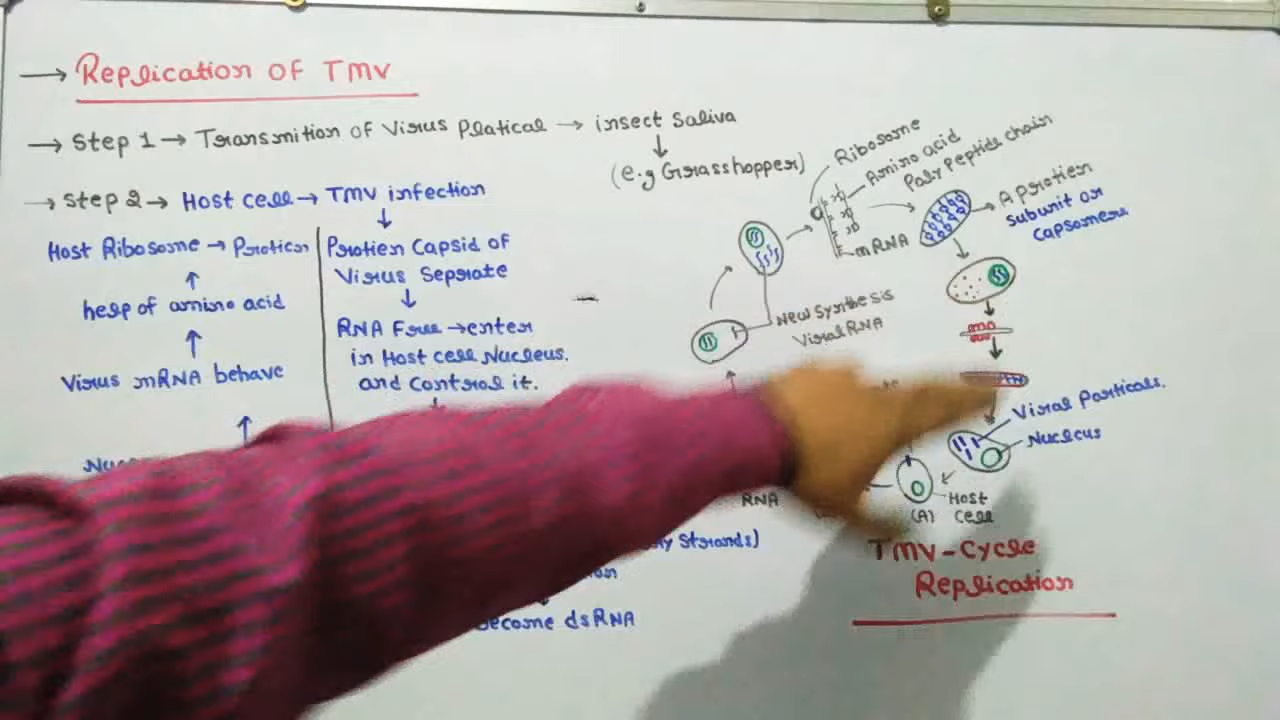 → Replication OF TMV
→ Step 1 → Transmition of Virus Platical → insect Saliva
↓
(e.g Grasshopper)
→ Step 2 → Host cell → TMV infection
↓
Host Ribosome → Protien
↑
help of amino acid
↑
Virus mRNA behave
↑
Protien Capsid of
Virus Seprate
↓
RNA Free → enter
in Host cell Nucleus.
and Control it.
Strands)
become dsRNA
Ribosome
Amino acid
Poly Peptide chain
mRNA
→ A protien
subunit or
capsomers
New Synthesis
Viral RNA
Viral Particals.
Nucleus
RNA
Host
(A) Cell
TMV-Cycle
Replication